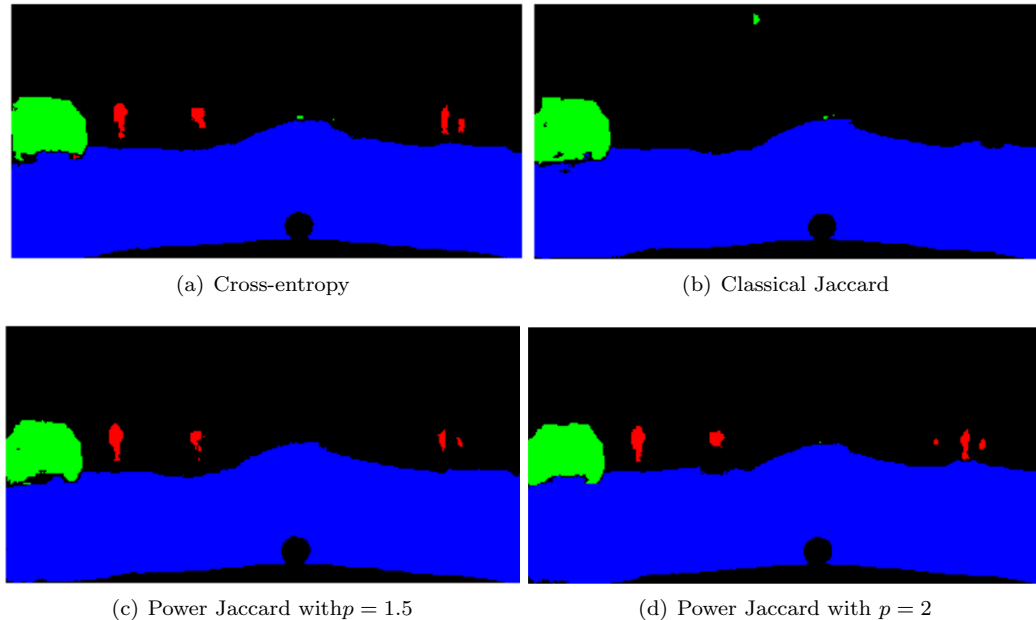 (a) Cross-entropy
(b) Classical Jaccard
(c) Power Jaccard withp = 1.5
(d) Power Jaccard with p = 2